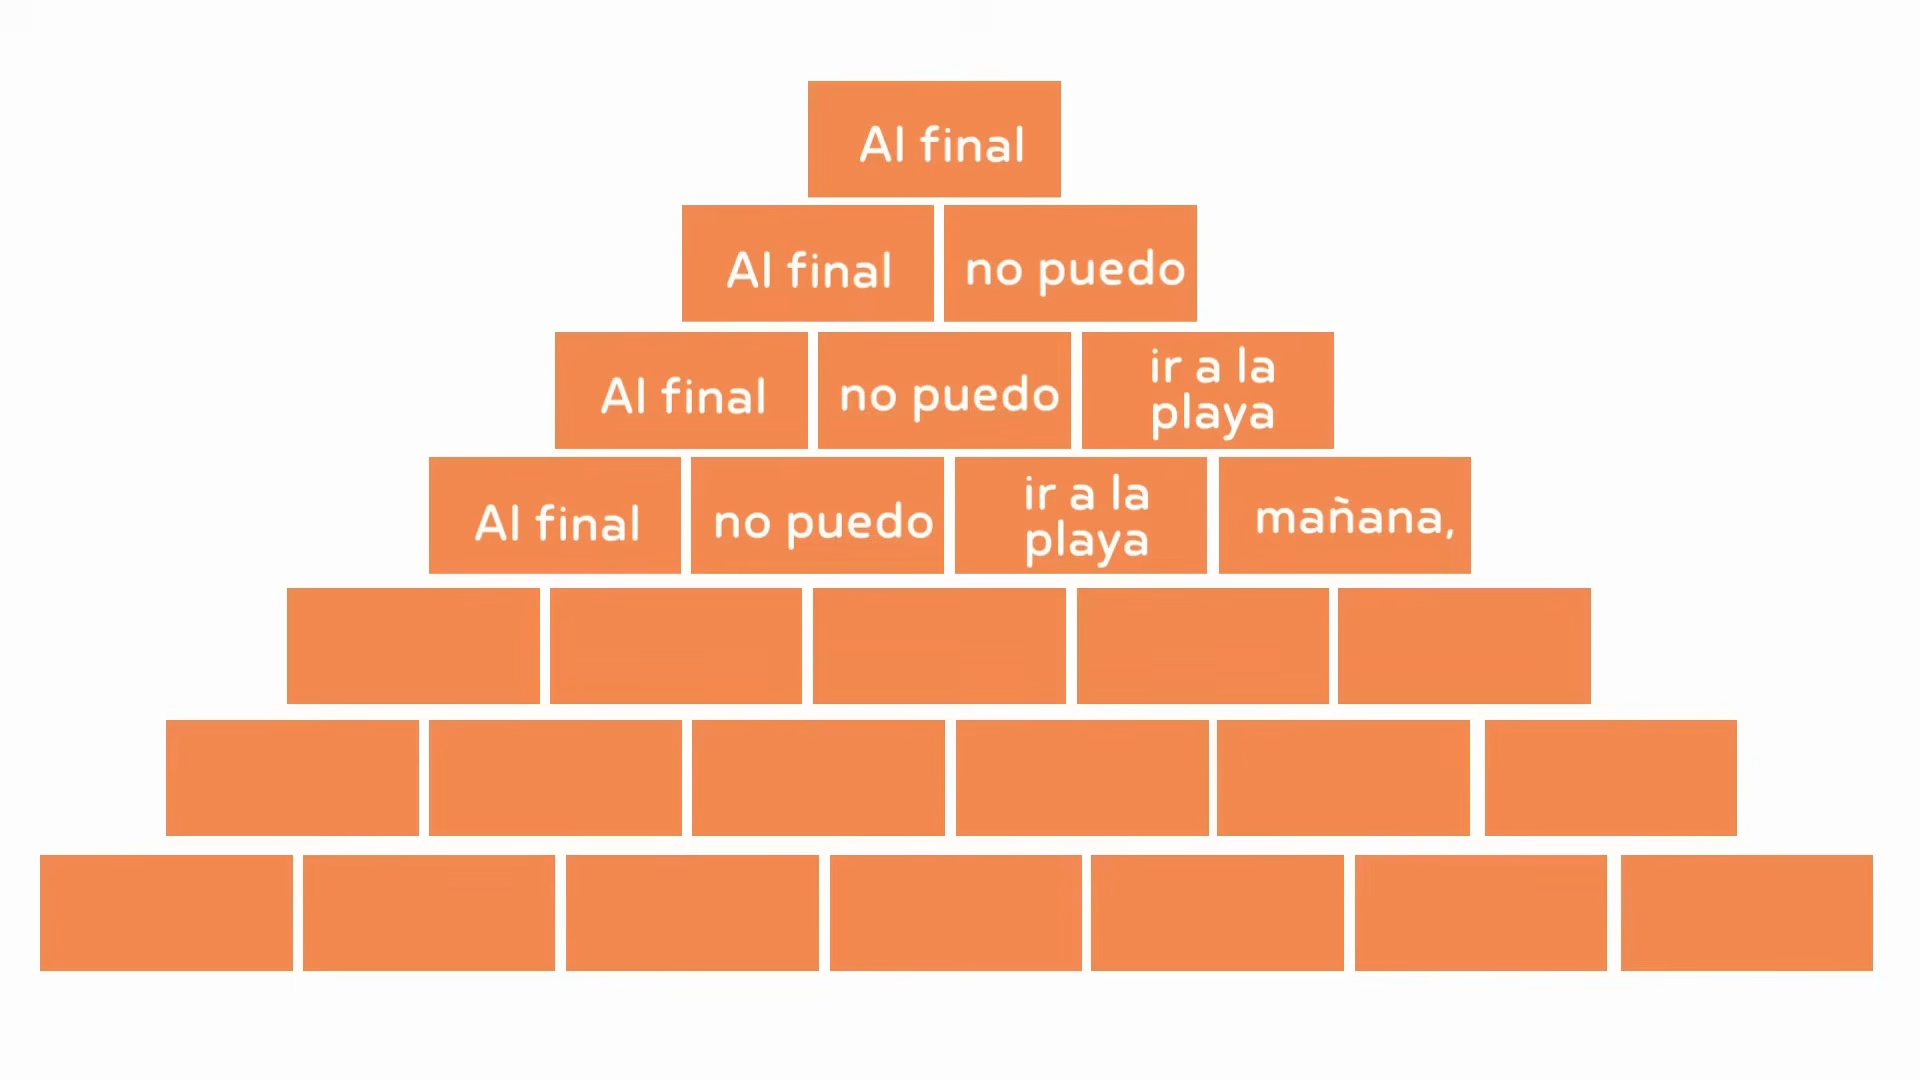 Al final
Al final no puedo
Al final no puedo ir a la
playa
Al final no puedo ir a la
playa mañana,